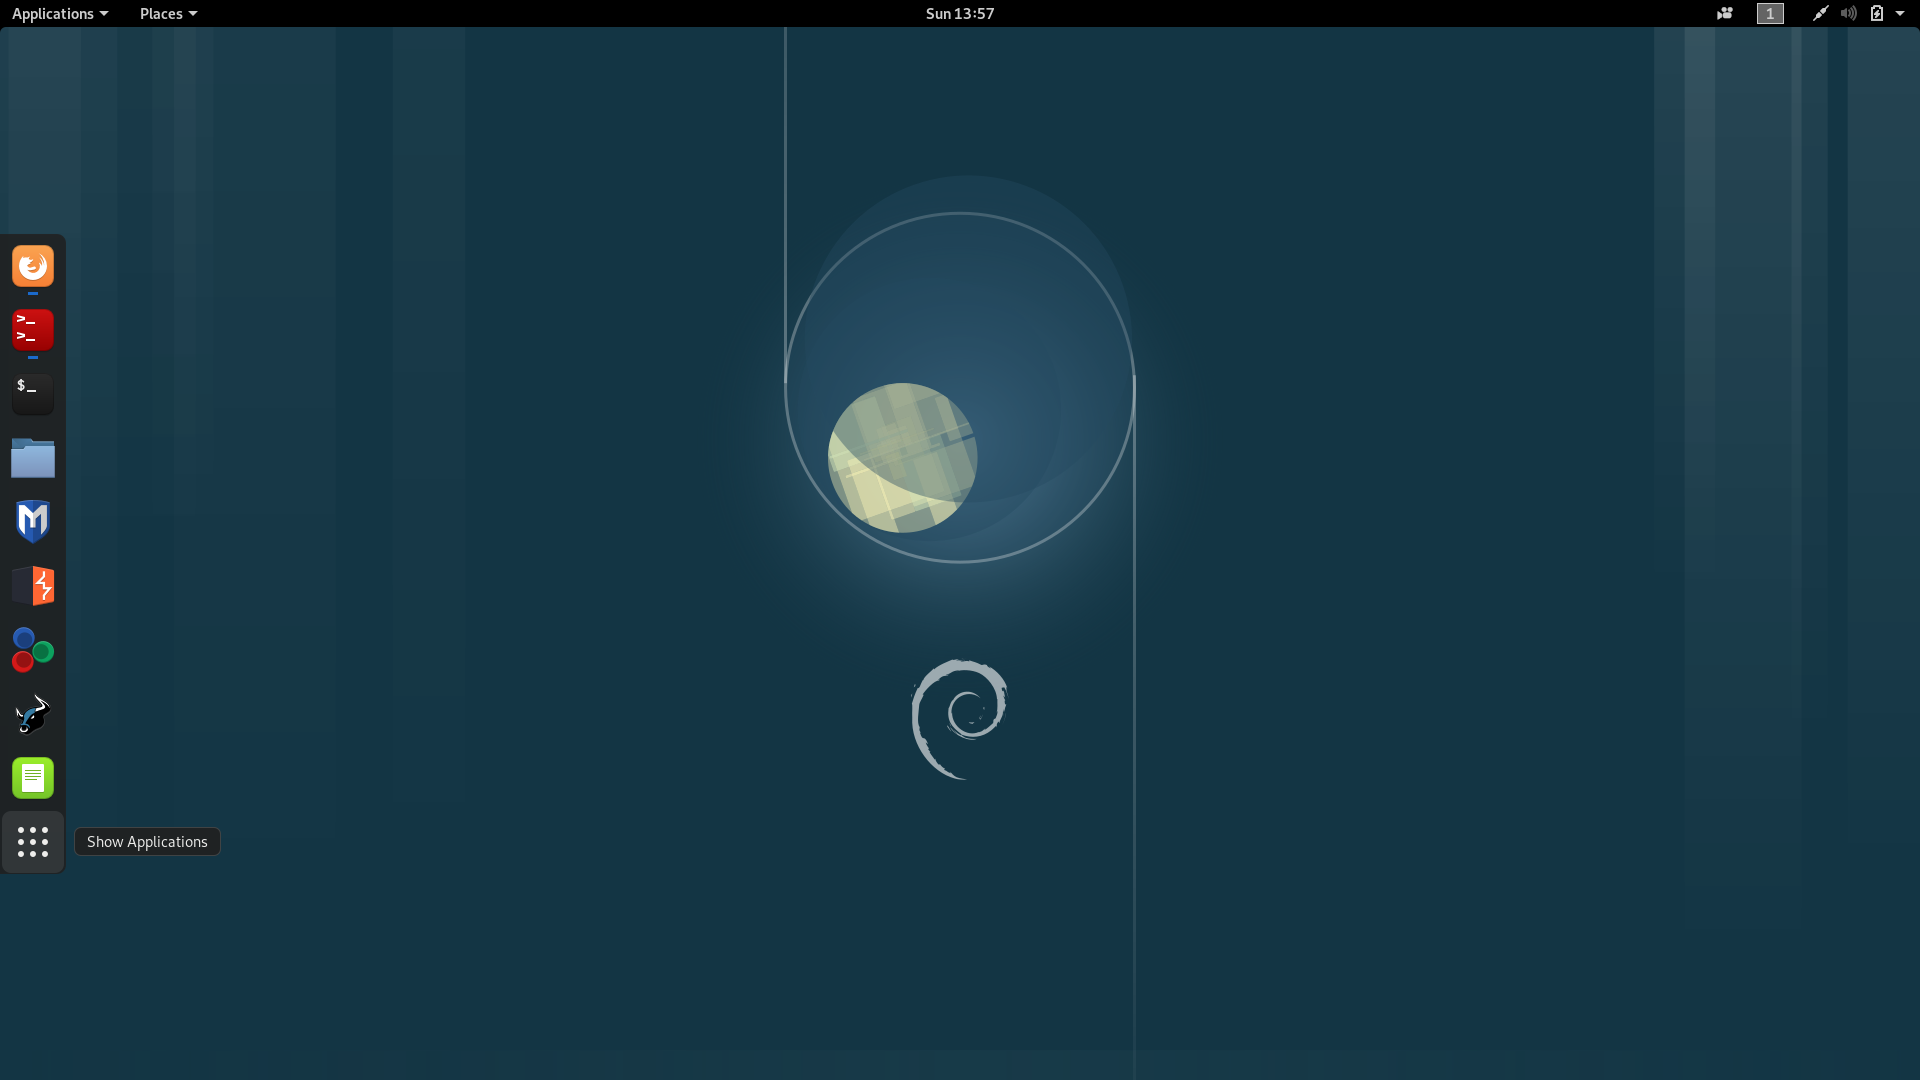 Applications
Places
Sun 13:57
1
>_
>_
$_
Show Applications